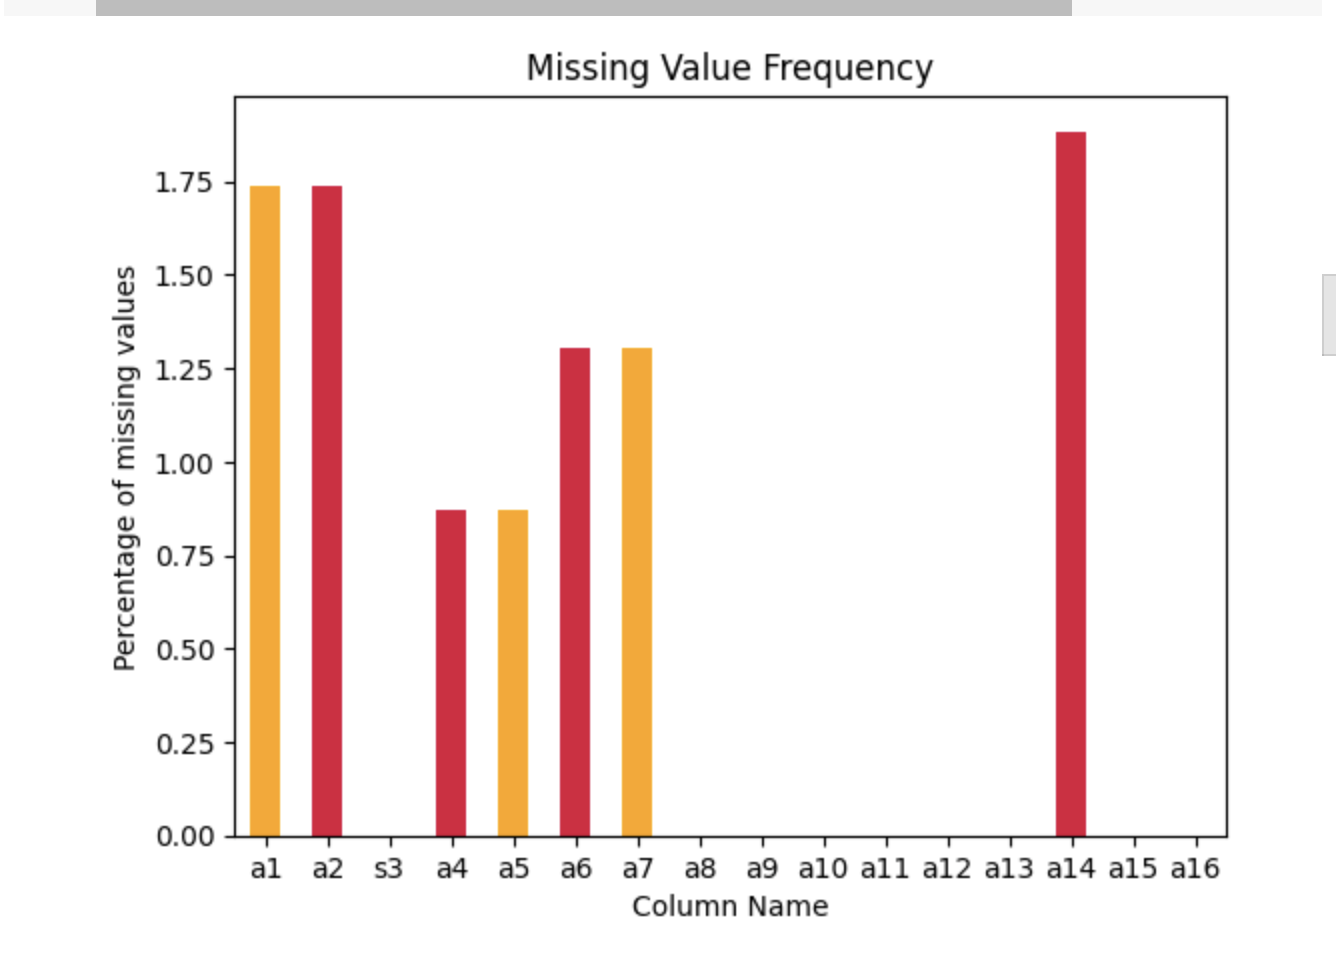 Missing Value Frequency
Percentage of missing values
1.75
1.50
1.25
1.00
0.75
0.50
0.25
0.00
a1 a2 s3 a4 a5 a6 a7 a8 a9 a10 a11 a12 a13 a14 a15 a16
Column Name